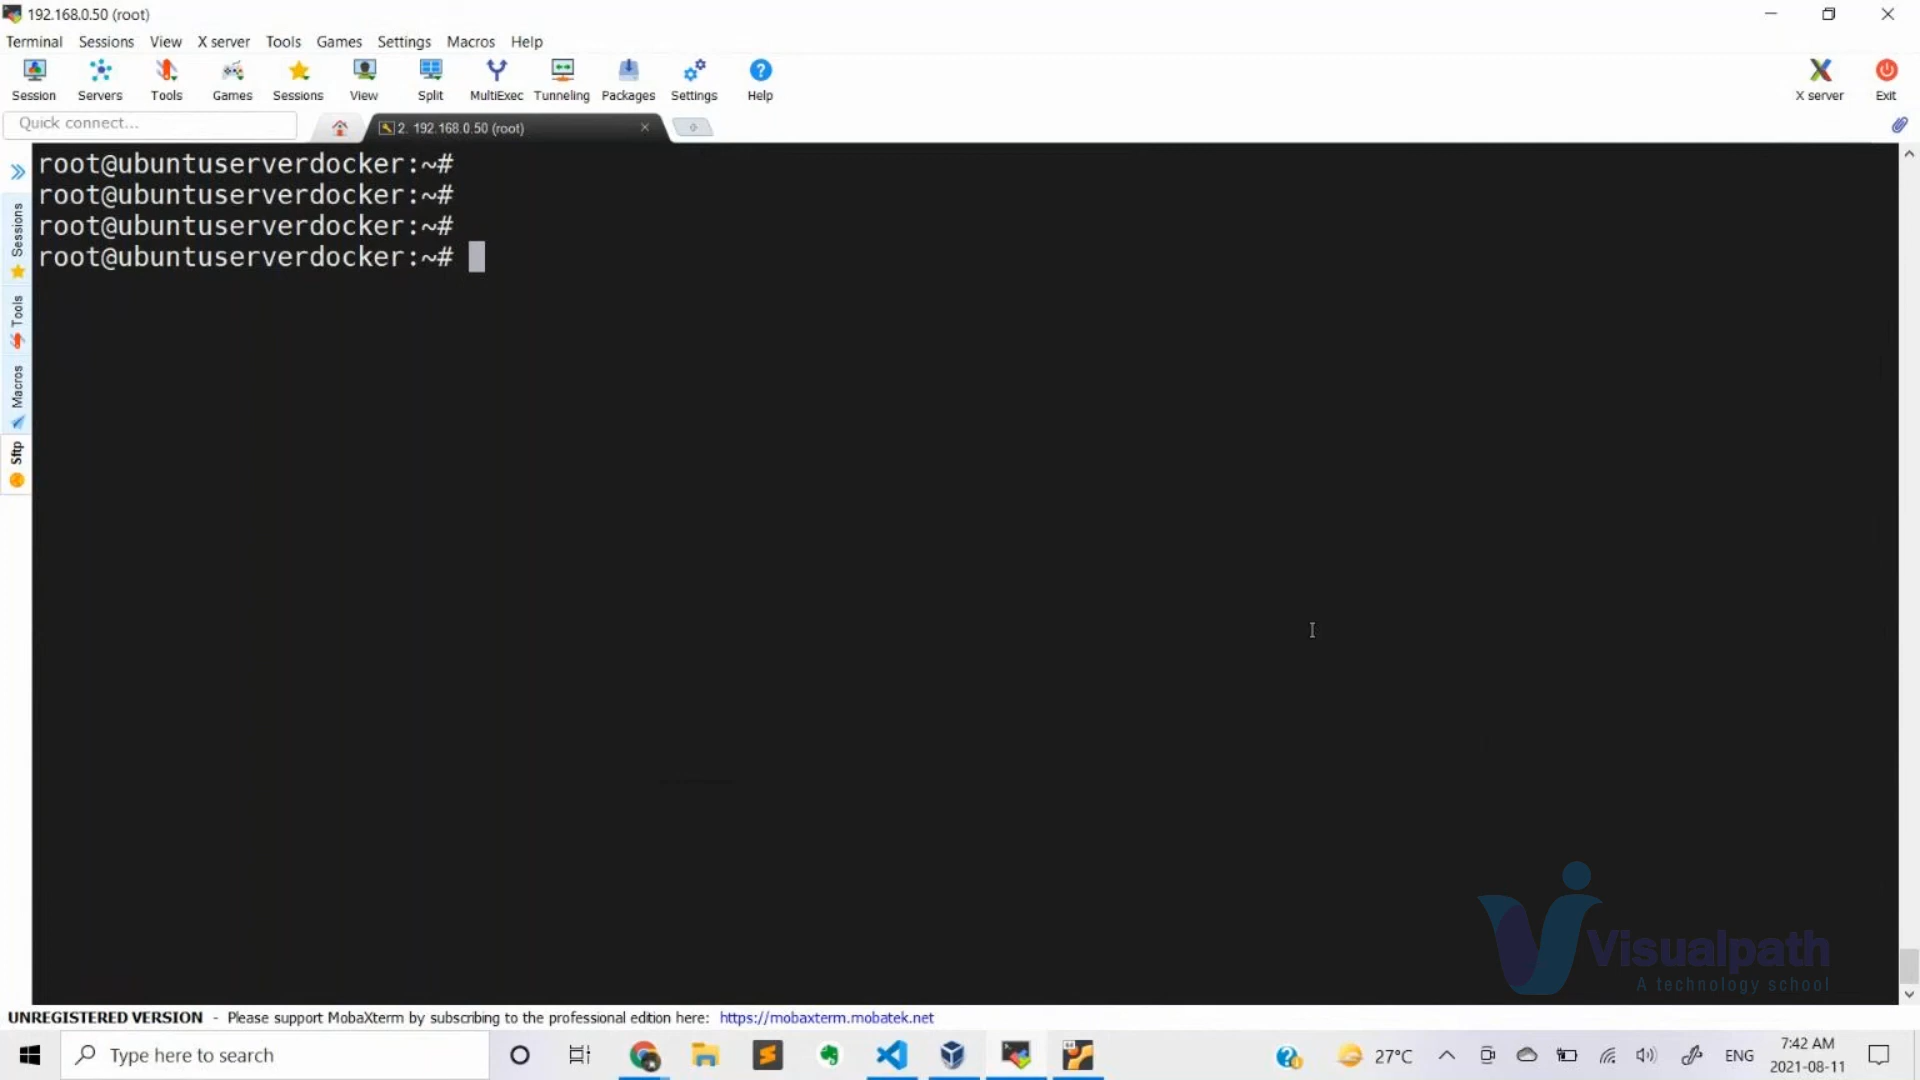 192.168.0.50 (root)
Terminal Sessions View X server Tools Games Settings Macros Help
Session Servers Tools Games Sessions View Split MultiExec Tunneling Packages Settings Help X server Exit
Quick connect... 2. 192.168.0.50 (root)
root@ubuntuserverdocker:~#
root@ubuntuserverdocker:~#
root@ubuntuserverdocker:~#
root@ubuntuserverdocker:~#
Sessions
Tools
Macros
Sftp
Visualpath
A technology school
UNREGISTERED VERSION - Please support MobaXterm by subscribing to the professional edition here: https://mobaxterm.mobatek.net
Type here to search 27°C ENG 7:42 AM
2021-08-11